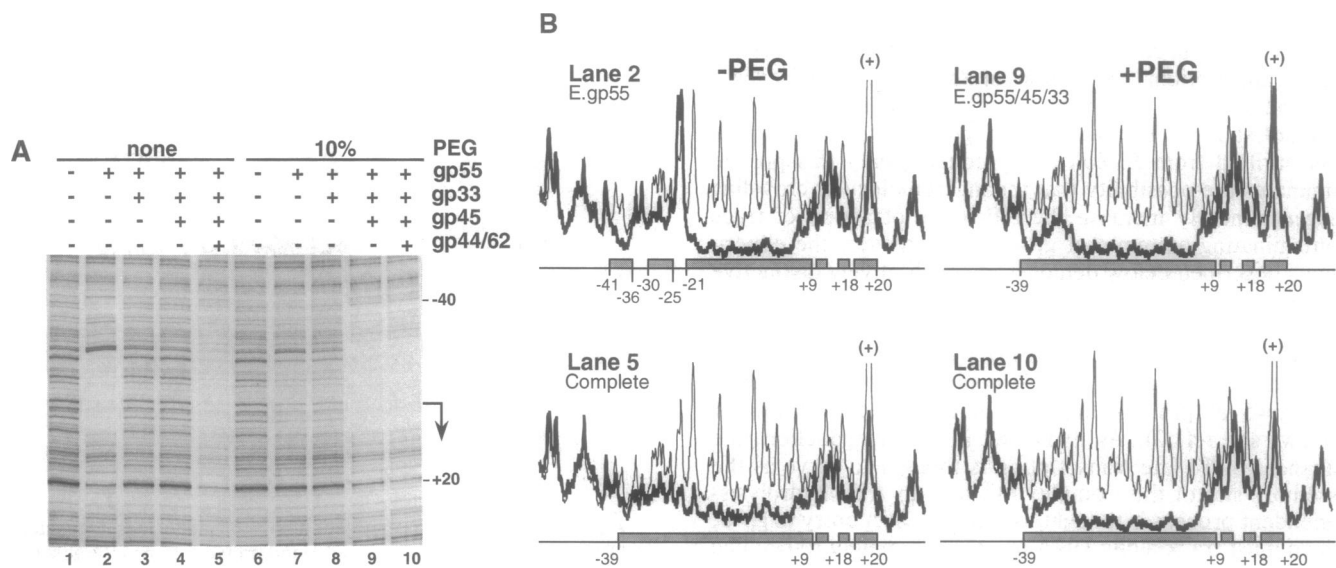 A
none 10% PEG
- + + + + - + + + + gp55
- - + + + - - + + + gp33
- - - + + - - - + + gp45
- - - - + - - - - + gp44/62
-40
+20
1 2 3 4 5 6 7 8 9 10
B
Lane 2
E.gp55
-PEG
(+)
-41 -36 -30 -25 -21 +9 +18 +20
Lane 9
E.gp55/45/33
+PEG
(+)
-39 +9 +18 +20
Lane 5
Complete
(+)
-39 +9 +18 +20
Lane 10
Complete
(+)
-39 +9 +18 +20